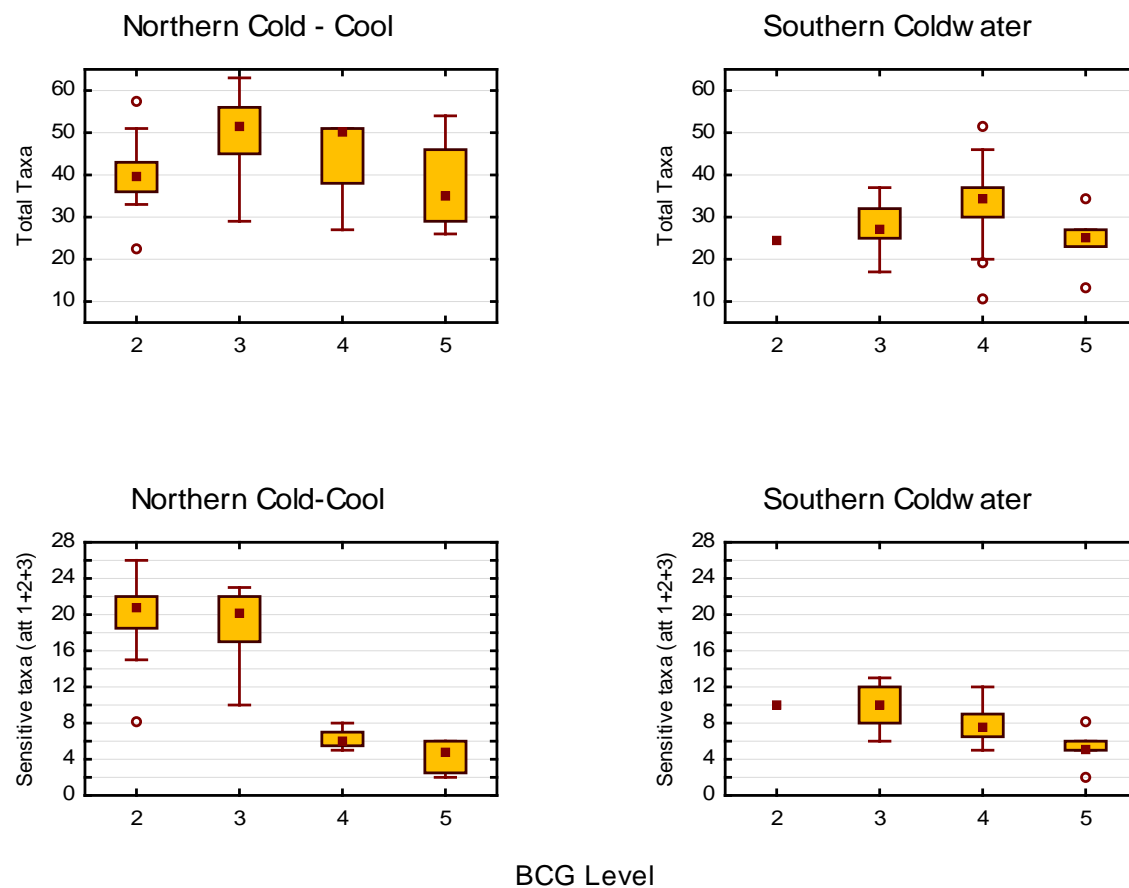 Northern Cold - Cool
Total Taxa
60
50
40
30
20
10
2 3 4 5
Southern Coldw ater
Total Taxa
60
50
40
30
20
10
2 3 4 5
Northern Cold-Cool
Sensitive taxa (att 1+2+3)
28
24
20
16
12
8
4
0
2 3 4 5
Southern Coldw ater
Sensitive taxa (att 1+2+3)
28
24
20
16
12
8
4
0
2 3 4 5
BCG Level